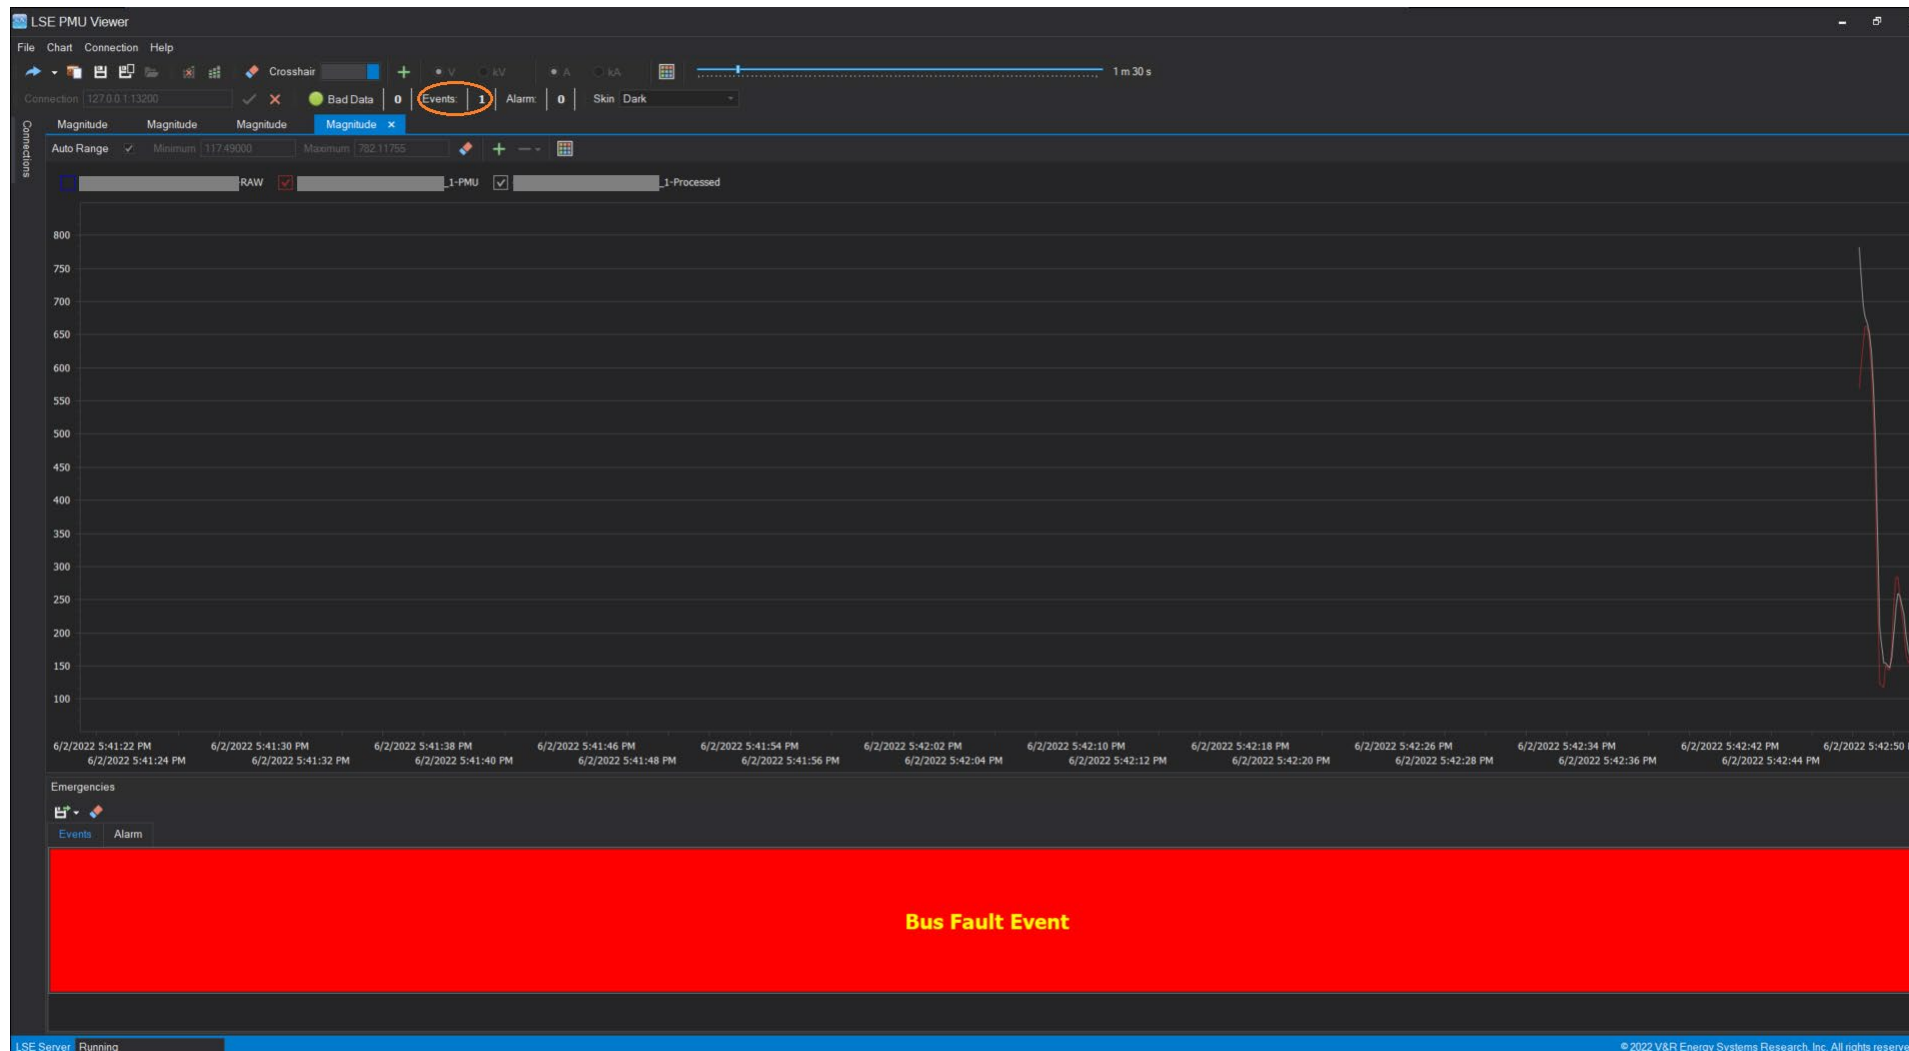 LSE PMU Viewer
File Chart Connection Help
Crosshair V kV A kA 1 m 30 s
Connection 127.0.0.1:13200 Bad Data 0 Events: 1 Alarm: 0 Skin Dark
Connections
Magnitude Magnitude Magnitude Magnitude
Auto Range Minimum 117.49000 Maximum 782.11755
RAW _1-PMU _1-Processed
800
750
700
650
600
550
500
450
400
350
300
250
200
150
100
6/2/2022 5:41:22 PM 6/2/2022 5:41:30 PM 6/2/2022 5:41:38 PM 6/2/2022 5:41:46 PM 6/2/2022 5:41:54 PM 6/2/2022 5:42:02 PM 6/2/2022 5:42:10 PM 6/2/2022 5:42:18 PM 6/2/2022 5:42:26 PM 6/2/2022 5:42:34 PM 6/2/2022 5:42:42 PM 6/2/2022 5:42:50
6/2/2022 5:41:24 PM 6/2/2022 5:41:32 PM 6/2/2022 5:41:40 PM 6/2/2022 5:41:48 PM 6/2/2022 5:41:56 PM 6/2/2022 5:42:04 PM 6/2/2022 5:42:12 PM 6/2/2022 5:42:20 PM 6/2/2022 5:42:28 PM 6/2/2022 5:42:36 PM 6/2/2022 5:42:44 PM
Emergencies
Events Alarm
Bus Fault Event
LSE Server Running © 2022 V&R Energy Systems Research, Inc. All rights reserve